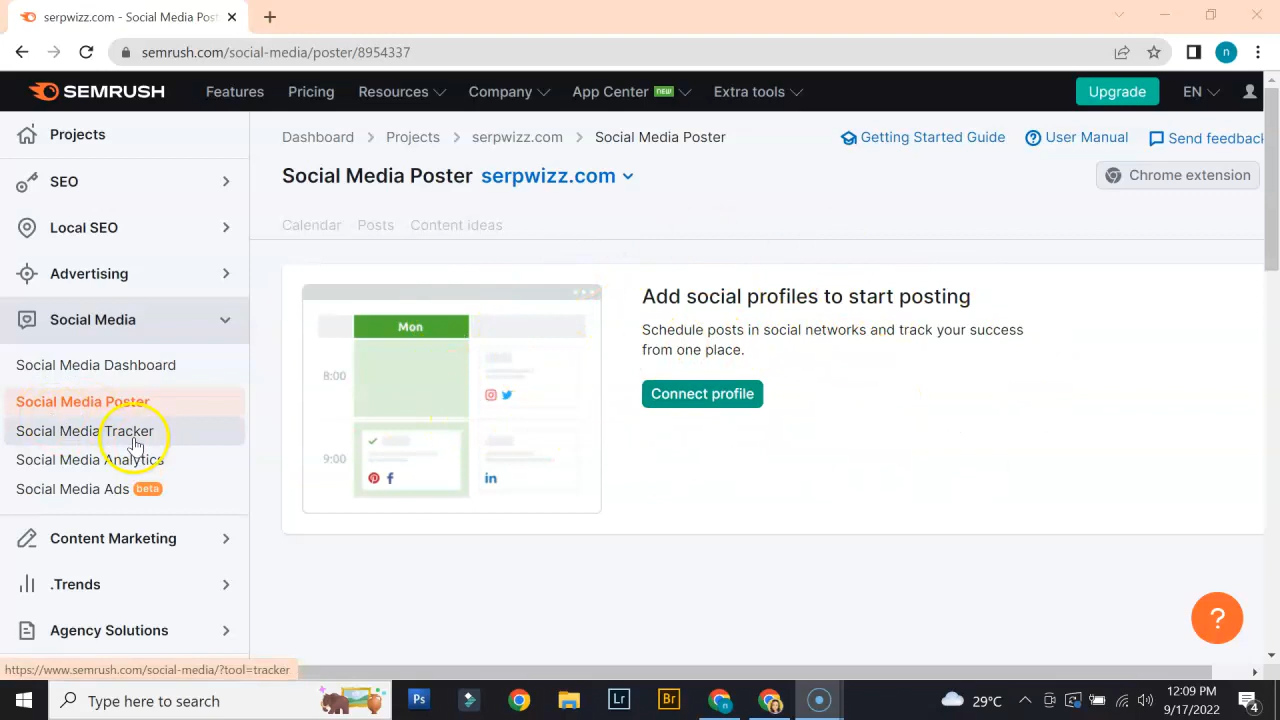 serpwizz.com - Social Media Post
semrush.com/social-media/poster/8954337
n
SEMRUSH Features Pricing Resources Company App Center NEW Extra tools Upgrade EN
Projects
SEO
Local SEO
Advertising
Social Media
Social Media Dashboard
Social Media Poster
Social Media Tracker
Social Media Analytics
Social Media Ads beta
Content Marketing
.Trends
Agency Solutions
https://www.semrush.com/social-media/?tool=tracker
Dashboard > Projects > serpwizz.com > Social Media Poster
Getting Started Guide User Manual Send feedback
Social Media Poster serpwizz.com
Chrome extension
Calendar Posts Content ideas
Mon
8:00
9:00
in
Add social profiles to start posting
Schedule posts in social networks and track your success
from one place.
Connect profile
?
Type here to search
Ps
Lr
Br
n
29°C
12:09 PM
9/17/2022
4